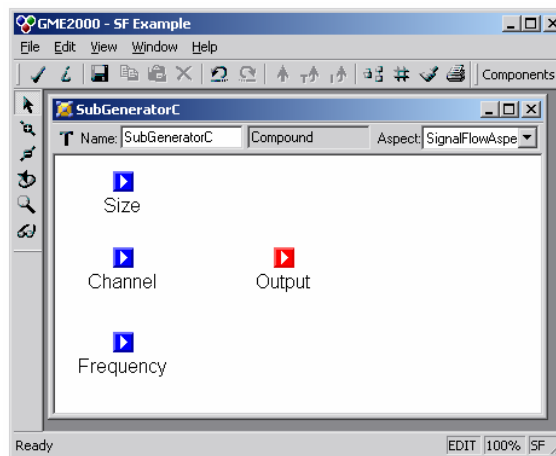 GME2000 - SF Example
File Edit View Window Help
Components
SubGeneratorC
Name: SubGeneratorC Compound Aspect: SignalFlowAspe
Size
Channel Output
Frequency
Ready EDIT 100% SF